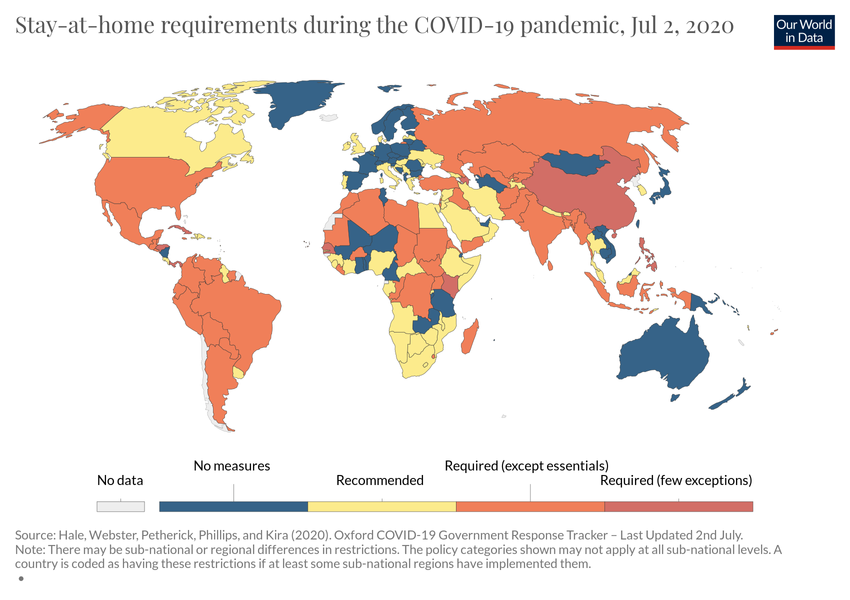 Stay-at-home requirements during the COVID-19 pandemic, Jul 2, 2020
Our World
in Data
No data
No measures
Recommended
Required (except essentials)
Required (few exceptions)
Source: Hale, Webster, Petherick, Phillips, and Kira (2020). Oxford COVID-19 Government Response Tracker – Last Updated 2nd July.
Note: There may be sub-national or regional differences in restrictions. The policy categories shown may not apply at all sub-national levels. A
country is coded as having these restrictions if at least some sub-national regions have implemented them.